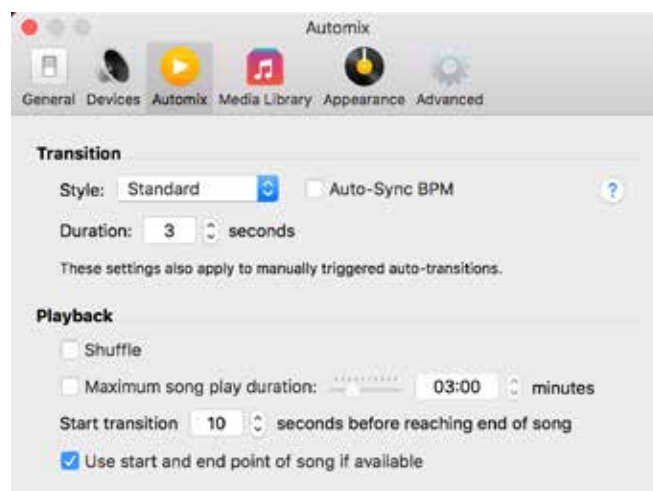 Automix
General Devices Automix Media Library Appearance Advanced
Transition
Style: Standard Auto-Sync BPM ?
Duration: 3 seconds
These settings also apply to manually triggered auto-transitions.
Playback
Shuffle
Maximum song play duration: 03:00 minutes
Start transition 10 seconds before reaching end of song
Use start and end point of song if available